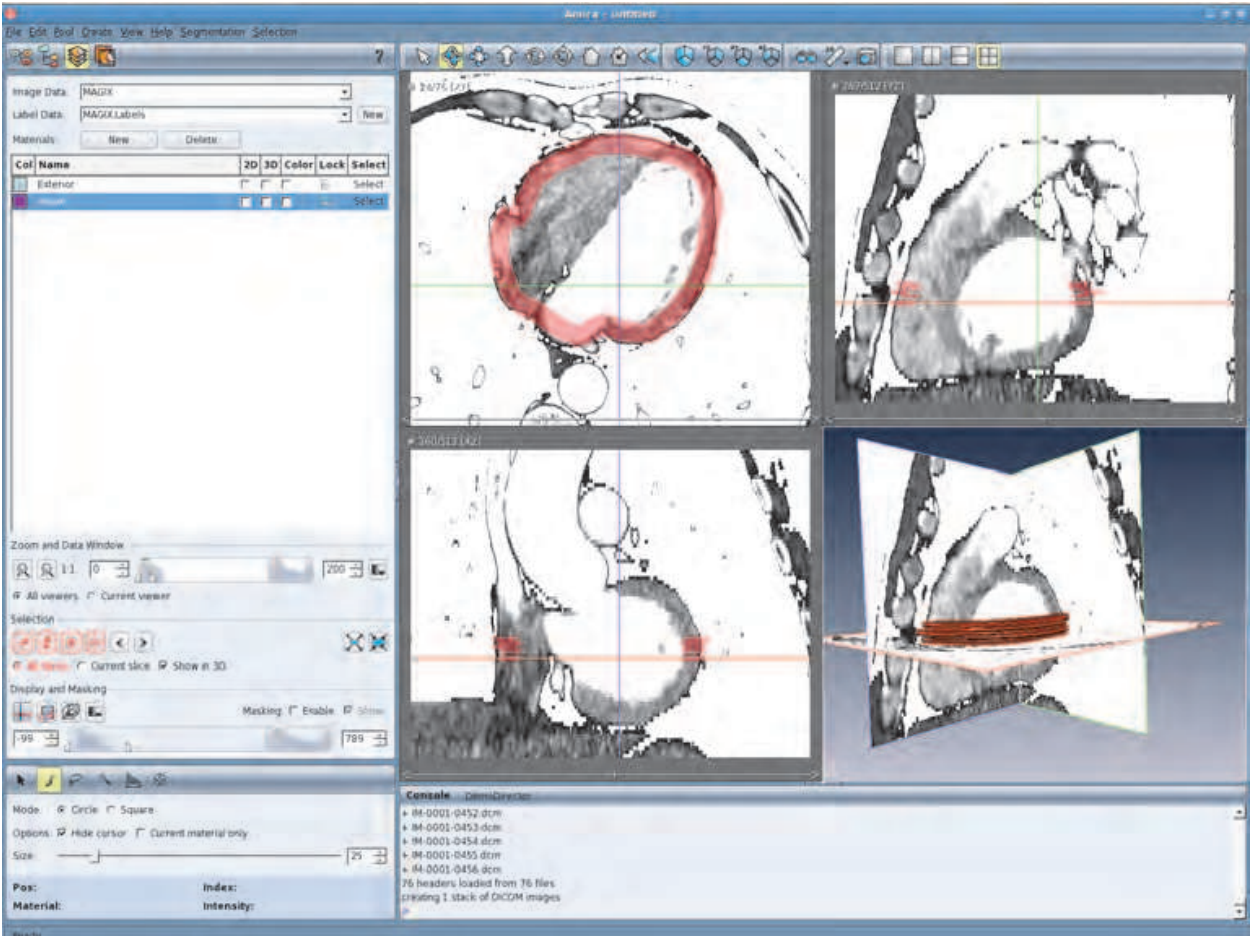 Amira - Untitled
File Edit Pool Create View Help Segmentation Selection
?
Image Data: MAGIX
Label Data: MAGIX.Labels New
Materials: New Delete
Col Name 2D 3D Color Lock Select
Exterior Select
Select
Zoom and Data Window
1:1 0 200
All viewers Current viewer
Selection
Current slice Show in 3D
Display and Masking
Masking: Enable Show
-99 789
Mode: Circle Square
Options: Hide cursor Current material only
Size: 25
Pos: Index:
Material: Intensity:
Ready
Console DemoDirector
IM-0001-0452.dcm
IM-0001-0453.dcm
IM-0001-0454.dcm
IM-0001-0455.dcm
IM-0001-0456.dcm
76 headers loaded from 76 files
creating 1 stack of DICOM images
>